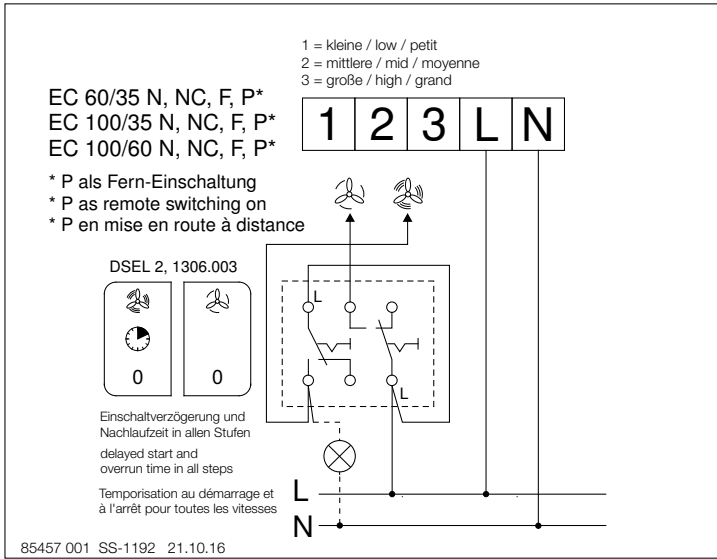 1 = kleine / low / petit
2 = mittlere / mid / moyenne
3 = große / high / grand
EC 60/35 N, NC, F, P*
EC 100/35 N, NC, F, P*
EC 100/60 N, NC, F, P*
1 2 3 L N
* P als Fern-Einschaltung
* P as remote switching on
* P en mise en route à distance
DSEL 2, 1306.003
L
0 0
L
Einschaltverzögerung und
Nachlaufzeit in allen Stufen
delayed start and
overrun time in all steps
Temporisation au démarrage et
à l'arrêt pour toutes les vitesses
L
N
85457 001 SS-1192 21.10.16